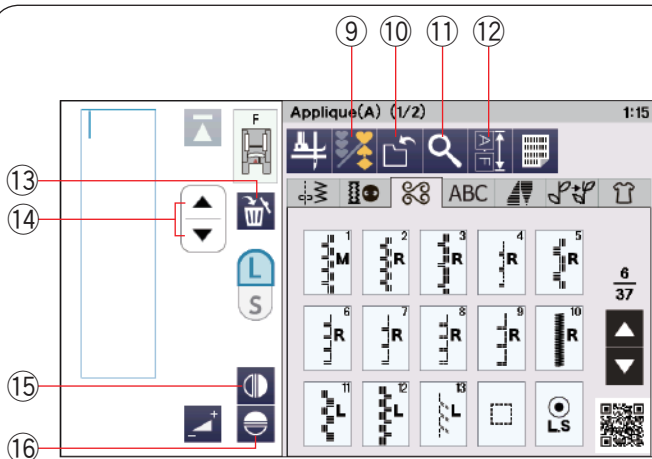 ⑨ ⑩ ⑪ ⑫
Applique(A) (1/2) 1:15
F
A F
⑬
⑭
ABC
L
S
1 M
2 R
3 R
4 R
5 R
6
37
6 R
7 R
8 R
9 R
10 R
11 L
12 L
13 L
L.S
⑮
+
-
⑯